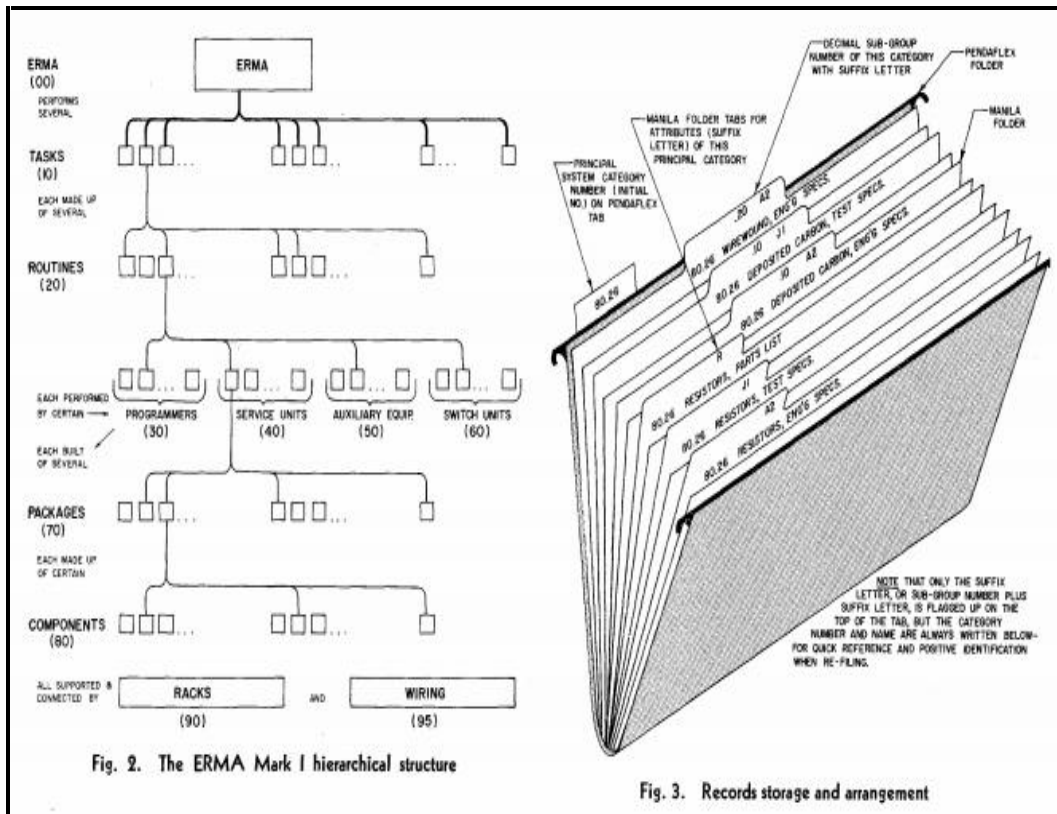 ERMA
(00)
ERMA
PERFORMS
SEVERAL
TASKS
(10)
EACH MADE UP
OF SEVERAL
ROUTINES
(20)
EACH PERFORMED
BY CERTAIN
PROGRAMMERS
(30)
SERVICE UNITS
(40)
AUXILIARY EQUIP.
(50)
SWITCH UNITS
(60)
EACH BUILT
OF SEVERAL
PACKAGES
(70)
EACH MADE UP
OF CERTAIN
COMPONENTS
(80)
ALL SUPPORTED &
CONNECTED BY
RACKS
(90)
AND
WIRING
(95)
Fig. 2. The ERMA Mark I hierarchical structure
DECIMAL SUB-GROUP
NUMBER OF THIS CATEGORY
WITH SUFFIX LETTER
PENDAFLEX
FOLDER
MANILA FOLDER TABS FOR
ATTRIBUTES (SUFFIX
LETTER) OF THIS
PRINCIPAL CATEGORY
MANILA
FOLDER
PRINCIPAL
SYSTEM CATEGORY
NUMBER (INITIAL
NO.) ON PENDAFLEX
TAB
80.26
.20 A2
80.26 WIREWOUND, ENG'G SPECS.
.10 J1
80.26 DEPOSITED CARBON, TEST SPECS.
.10 A2
80.26 DEPOSITED CARBON, ENG'G SPECS.
R
80.26 RESISTORS, PARTS LIST
J1
80.26 RESISTORS, TEST SPECS.
A2
80.26 RESISTORS, ENG'G SPECS.
NOTE THAT ONLY THE SUFFIX
LETTER, OR SUB-GROUP NUMBER PLUS
SUFFIX LETTER, IS FLAGGED UP ON THE
TOP OF THE TAB, BUT THE CATEGORY
NUMBER AND NAME ARE ALWAYS WRITTEN BELOW-
FOR QUICK REFERENCE AND POSITIVE IDENTIFICATION
WHEN RE-FILING.
Fig. 3. Records storage and arrangement